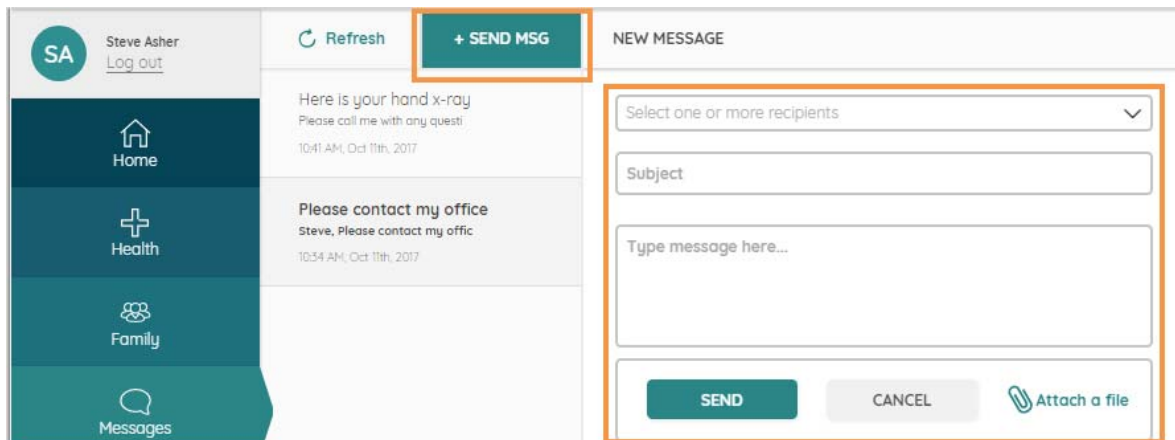 SA
Steve Asher
Log out
Home
Health
Family
Messages
Refresh
+ SEND MSG
Here is your hand x-ray
Please call me with any questi
10:41 AM, Oct 11th, 2017
Please contact my office
Steve, Please contact my offic
10:34 AM, Oct 11th, 2017
NEW MESSAGE
Select one or more recipients
Subject
Type message here...
SEND
CANCEL
Attach a file